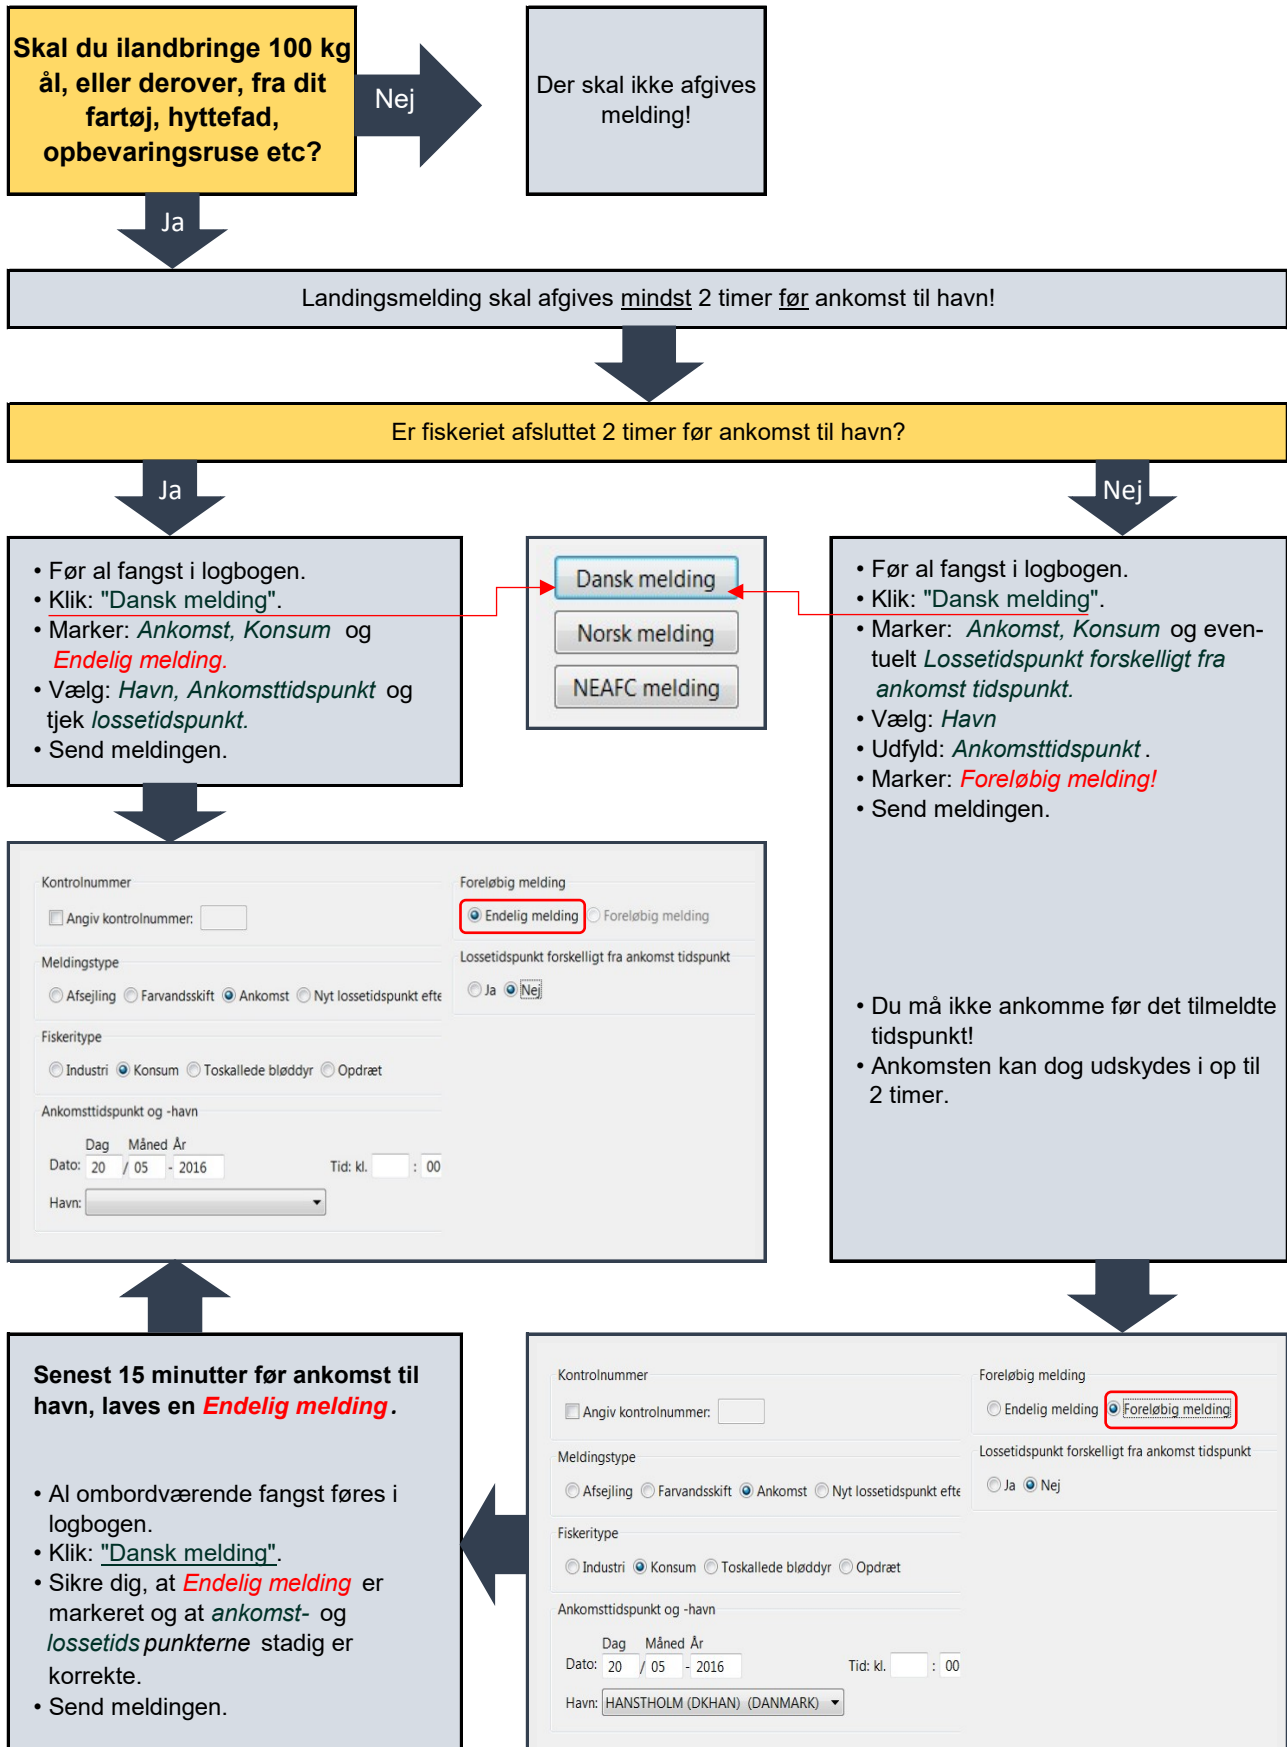 Skal du ilandbringe 100 kg
ål, eller derover, fra dit
fartøj, hyttefad,
opbevaringsruse etc?
Nej
Der skal ikke afgives
melding!
Ja
Landingsmelding skal afgives mindst 2 timer før ankomst til havn!
Er fiskeriet afsluttet 2 timer før ankomst til havn?
Ja
Nej
• Før al fangst i logbogen.
• Klik: "Dansk melding".
• Marker: Ankomst, Konsum og
Endelig melding.
• Vælg: Havn, Ankomsttidspunkt og
tjek lossetidspunkt.
• Send meldingen.
Dansk melding
Norsk melding
NEAFC melding
• Før al fangst i logbogen.
• Klik: "Dansk melding".
• Marker: Ankomst, Konsum og even-
tuelt Lossetidspunkt forskelligt fra
ankomst tidspunkt.
• Vælg: Havn
• Udfyld: Ankomsttidspunkt.
• Marker: Foreløbig melding!
• Send meldingen.
• Du må ikke ankomme før det tilmeldte
tidspunkt!
• Ankomsten kan dog udskydes i op til
2 timer.
Kontrolnummer
Angiv kontrolnummer:
Meldingstype
Afsejling Farvandsskift Ankomst Nyt lossetidspunkt efte
Fiskeritype
Industri Konsum Toskallede bløddyr Opdræt
Ankomsttidspunkt og -havn
Dag Måned År
Dato: 20 / 05 - 2016 Tid: kl. : 00
Havn:
Foreløbig melding
Endelig melding Foreløbig melding
Lossetidspunkt forskelligt fra ankomst tidspunkt
Ja Nej
Senest 15 minutter før ankomst til
havn, laves en Endelig melding.
• Al ombordværende fangst føres i
logbogen.
• Klik: "Dansk melding".
• Sikre dig, at Endelig melding er
markeret og at ankomst- og
lossetidspunkterne stadig er
korrekte.
• Send meldingen.
Kontrolnummer
Angiv kontrolnummer:
Meldingstype
Afsejling Farvandsskift Ankomst Nyt lossetidspunkt efte
Fiskeritype
Industri Konsum Toskallede bløddyr Opdræt
Ankomsttidspunkt og -havn
Dag Måned År
Dato: 20 / 05 - 2016 Tid: kl. : 00
Havn: HANSTHOLM (DKHAN) (DANMARK)
Foreløbig melding
Endelig melding Foreløbig melding
Lossetidspunkt forskelligt fra ankomst tidspunkt
Ja Nej